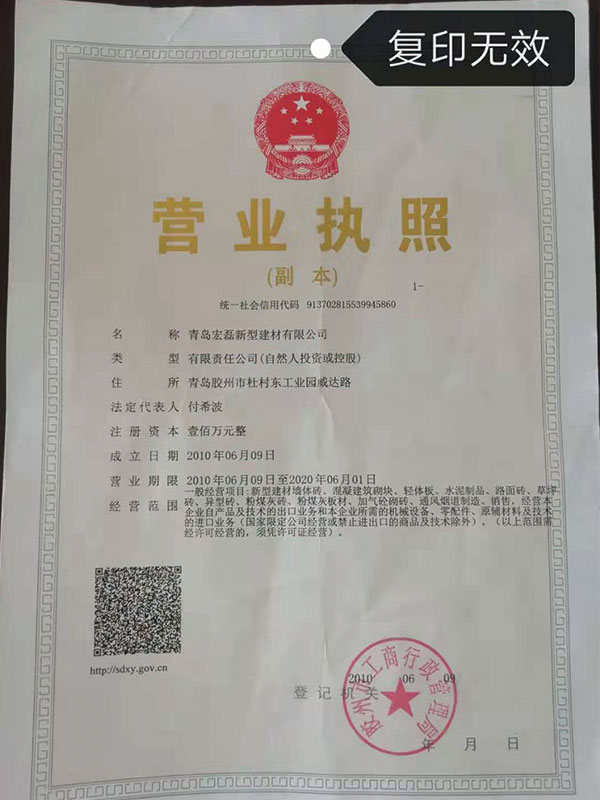 复印无效
营业执照
(副本)
1-
统一社会信用代码 913702815539945860
名称 青岛宏磊新型建材有限公司
类型 有限责任公司(自然人投资或控股)
住所 青岛胶州市杜村东工业园威达路
法定代表人 付希波
注册资本 壹佰万元整
成立日期 2010年06月09日
营业期限 2010年06月09日至2020年06月01日
经营范围 一般经营项目:新型建材墙体砖、混凝建筑砌块、轻体板、水泥制品、路面砖、草坪
砖、异型砖、粉煤灰砖、粉煤灰板材、加气砼砌砖、通风烟道制造、销售,经营本
企业自产品及技术的出口业务和本企业所需的机械设备、零配件、原辅材料及技术
的进口业务(国家限定公司经营或禁止进出口的商品及技术除外)。(以上范围需
经许可经营的,须凭许可证经营)。
http://sdxy.gov.cn
胶州市工商行政管理局
2010 06 09
登记机关
年 月 日